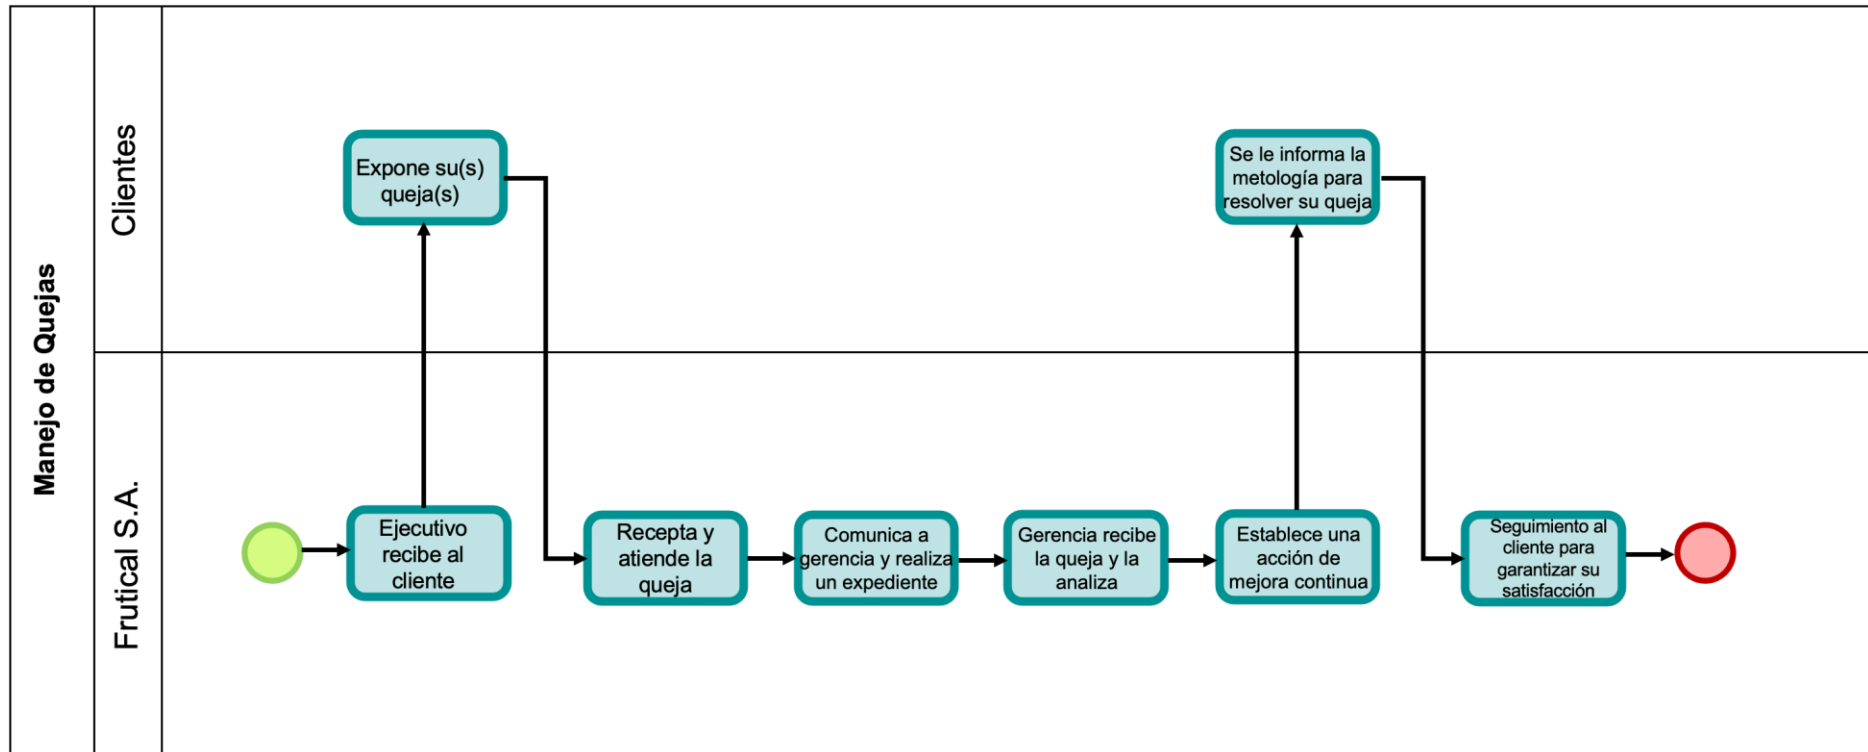 Manejo de Quejas
Clientes
Expone su(s)
queja(s)
Se le informa la
metología para
resolver su queja
Frutical S.A.
Ejecutivo
recibe al
cliente
Recepta y
atiende la
queja
Comunica a
gerencia y realiza
un expediente
Gerencia recibe
la queja y la
analiza
Establece una
acción de
mejora continua
Seguimiento al
cliente para
garantizar su
satisfacción